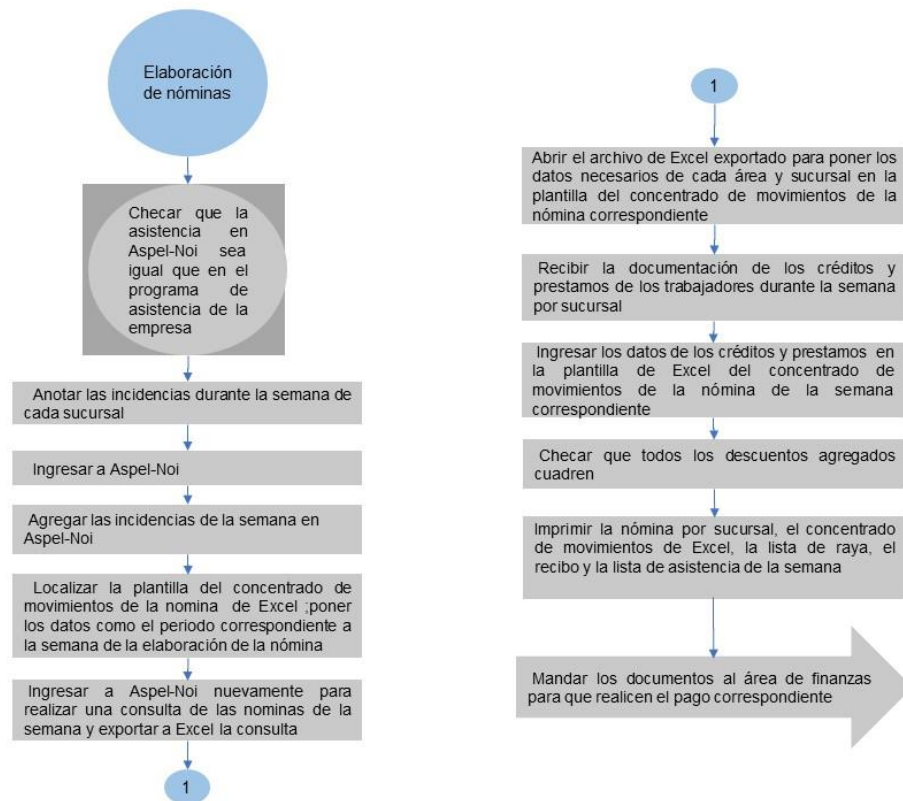 Elaboración
de nóminas
Checar que la
asistencia en
Aspel-Noi sea
igual que en el
programa de
asistencia de la
empresa
Anotar las incidencias durante la semana de
cada sucursal
Ingresar a Aspel-Noi
Agregar las incidencias de la semana en
Aspel-Noi
Localizar la plantilla del concentrado de
movimientos de la nomina de Excel ;poner
los datos como el periodo correspondiente a
la semana de la elaboración de la nómina
Ingresar a Aspel-Noi nuevamente para
realizar una consulta de las nominas de la
semana y exportar a Excel la consulta
1
1
Abrir el archivo de Excel exportado para poner los
datos necesarios de cada área y sucursal en la
plantilla del concentrado de movimientos de la
nómina correspondiente
Recibir la documentación de los créditos y
prestamos de los trabajadores durante la semana
por sucursal
Ingresar los datos de los créditos y prestamos en
la plantilla de Excel del concentrado de
movimientos de la nómina de la semana
correspondiente
Checar que todos los descuentos agregados
cuadren
Imprimir la nómina por sucursal, el concentrado
de movimientos de Excel, la lista de raya, el
recibo y la lista de asistencia de la semana
Mandar los documentos al área de finanzas
para que realicen el pago correspondiente